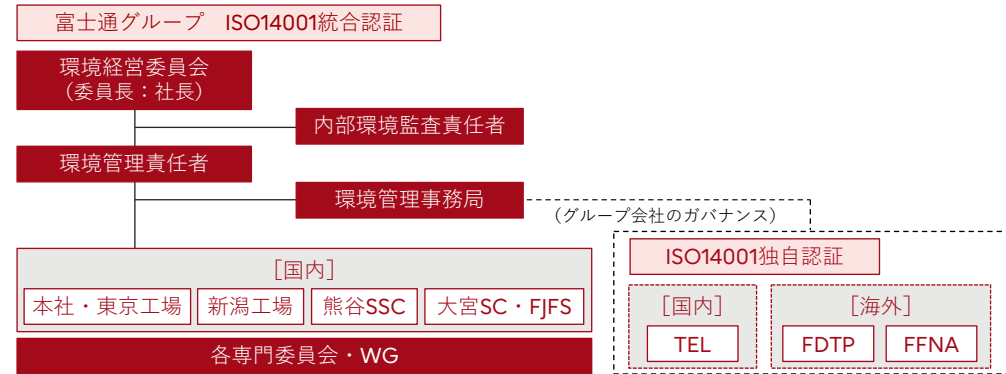 富士通グループ ISO14001統合認証
環境経営委員会
（委員長：社長）
内部環境監査責任者
環境管理責任者
環境管理事務局
（グループ会社のガバナンス）
［国内］
本社・東京工場
新潟工場
熊谷SSC
大宮SC・FJFS
各専門委員会・WG
ISO14001独自認証
［国内］
TEL
［海外］
FDTP
FFNA